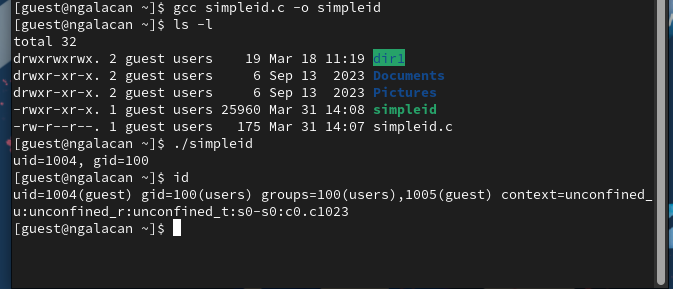 [guest@ngalacan ~]$ gcc simpleid.c -o simpleid
[guest@ngalacan ~]$ ls -l
total 32
drwxrwxrwx. 2 guest users    19 Mar 18 11:19 dir1
drwxr-xr-x. 2 guest users     6 Sep 13  2023 Documents
drwxr-xr-x. 2 guest users     6 Sep 13  2023 Pictures
-rwxr-xr-x. 1 guest users 25960 Mar 31 14:08 simpleid
-rw-r--r--. 1 guest users   175 Mar 31 14:07 simpleid.c
[guest@ngalacan ~]$ ./simpleid
uid=1004, gid=100
[guest@ngalacan ~]$ id
uid=1004(guest) gid=100(users) groups=100(users),1005(guest) context=unconfined_
u:unconfined_r:unconfined_t:s0-s0:c0.c1023
[guest@ngalacan ~]$